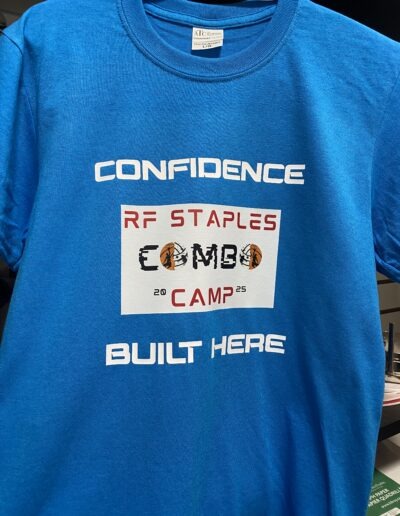 CONFIDENCE
RF STAPLES
COMBO
20 CAMP 25
BUILT HERE